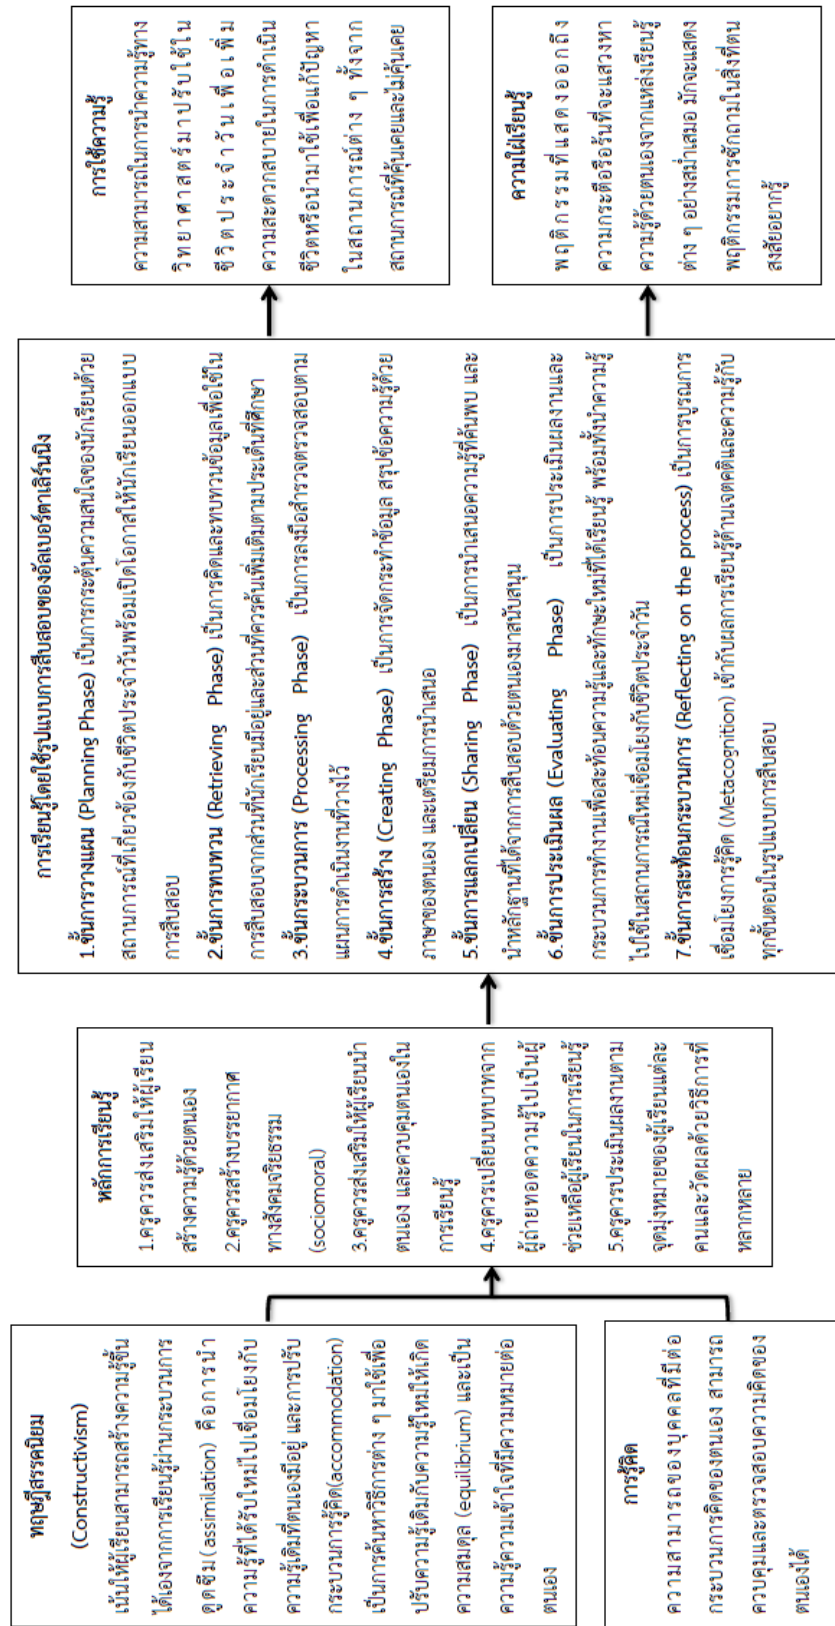 ทฤษฎีสรรคนิยม
(Constructivism)
เน้นให้ผู้เรียนสามารถสร้างความรู้ขึ้น
ได้เองจากการเรียนรู้ผ่านกระบวนการ
ดูดซึม(assimilation) คือการนำ
ความรู้ที่ได้รับใหม่ไปเชื่อมโยงกับ
ความรู้เดิมที่ตนเองมีอยู่ และการปรับ
กระบวนการรู้คิด(accommodation)
เป็นการค้นหาวิธีการต่าง ๆ มาใช้เพื่อ
ปรับความรู้เดิมกับความรู้ใหม่ให้เกิด
ความสมดุล (equilibrium) และเป็น
ความรู้ความเข้าใจที่มีความหมายต่อ
ตนเอง
การรู้คิด
ความสามารถของบุคคลที่มีต่อ
กระบวนการคิดของตนเอง สามารถ
ควบคุมและตรวจสอบความคิดของ
ตนเองได้
หลักการเรียนรู้
1.ครูควรส่งเสริมให้ผู้เรียน
สร้างความรู้ด้วยตนเอง
2.ครูควรสร้างบรรยากาศ
ทางสังคมจริยธรรม
(sociomoral)
3.ครูควรส่งเสริมให้ผู้เรียนนำ
ตนเอง และควบคุมตนเองใน
การเรียนรู้
4.ครูควรเปลี่ยนบทบาทจาก
ผู้ถ่ายทอดความรู้ไปเป็นผู้
ช่วยเหลือผู้เรียนในการเรียนรู้
5.ครูควรประเมินผลงานตาม
จุดมุ่งหมายของผู้เรียนแต่ละ
คนและวัดผลด้วยวิธีการที่
หลากหลาย
การเรียนรู้โดยใช้รูปแบบการสืบสอบของอัลเบอร์ตาเลิร์นนิง
1.ขั้นการวางแผน (Planning Phase) เป็นการกระตุ้นความสนใจของนักเรียนด้วย
สถานการณ์ที่เกี่ยวข้องกับชีวิตประจำวันพร้อมเปิดโอกาสให้นักเรียนออกแบบ
การสืบสอบ
2.ขั้นการทบทวน (Retrieving Phase) เป็นการคิดและทบทวนข้อมูลเพื่อใช้ใน
การสืบสอบจากส่วนที่นักเรียนมีอยู่และส่วนที่ควรค้นเพิ่มเติมตามประเด็นที่ศึกษา
3.ขั้นกระบวนการ (Processing Phase) เป็นการลงมือสำรวจตรวจสอบตาม
แผนการดำเนินงานที่วางไว้
4.ขั้นการสร้าง (Creating Phase) เป็นการจัดกระทำข้อมูล สรุปข้อความรู้ด้วย
ภาษาของตนเอง และเตรียมการนำเสนอ
5.ขั้นการแลกเปลี่ยน (Sharing Phase) เป็นการนำเสนอความรู้ที่ค้นพบ และ
นำหลักฐานที่ได้จากการสืบสอบด้วยตนเองมาสนับสนุน
6.ขั้นการประเมินผล (Evaluating Phase) เป็นการประเมินผลงานและ
กระบวนการทำงานเพื่อสะท้อนความรู้และทักษะใหม่ที่ได้เรียนรู้ พร้อมทั้งนำความรู้
ไปใช้ในสถานการณ์ใหม่เชื่อมโยงกับชีวิตประจำวัน
7.ขั้นการสะท้อนกระบวนการ (Reflecting on the process) เป็นการบูรณการ
เชื่อมโยงการรู้คิด (Metacognition) เข้ากับผลการเรียนรู้ด้านเจตคติและความรู้กับ
ทุกขั้นตอนในรูปแบบการสืบสอบ
การใช้ความรู้
ความสามารถในการนำความรู้ทาง
วิทยาศาสตร์มาปรับใช้ใน
ชีวิตประจำวันเพื่อเพิ่ม
ความสะดวกสบายในการดำเนิน
ชีวิตหรือนำมาใช้เพื่อแก้ปัญหา
ในสถานการณ์ต่าง ๆ ทั้งจาก
สถานการณ์ที่คุ้นเคยและไม่คุ้นเคย
ความใฝ่เรียนรู้
พฤติกรรมที่แสดงออกถึง
ความกระตือรือร้นที่จะแสวงหา
ความรู้ด้วยตนเองจากแหล่งเรียนรู้
ต่าง ๆ อย่างสม่ำเสมอ มักจะแสดง
พฤติกรรมการซักถามในสิ่งที่ตน
สงสัยอยากรู้